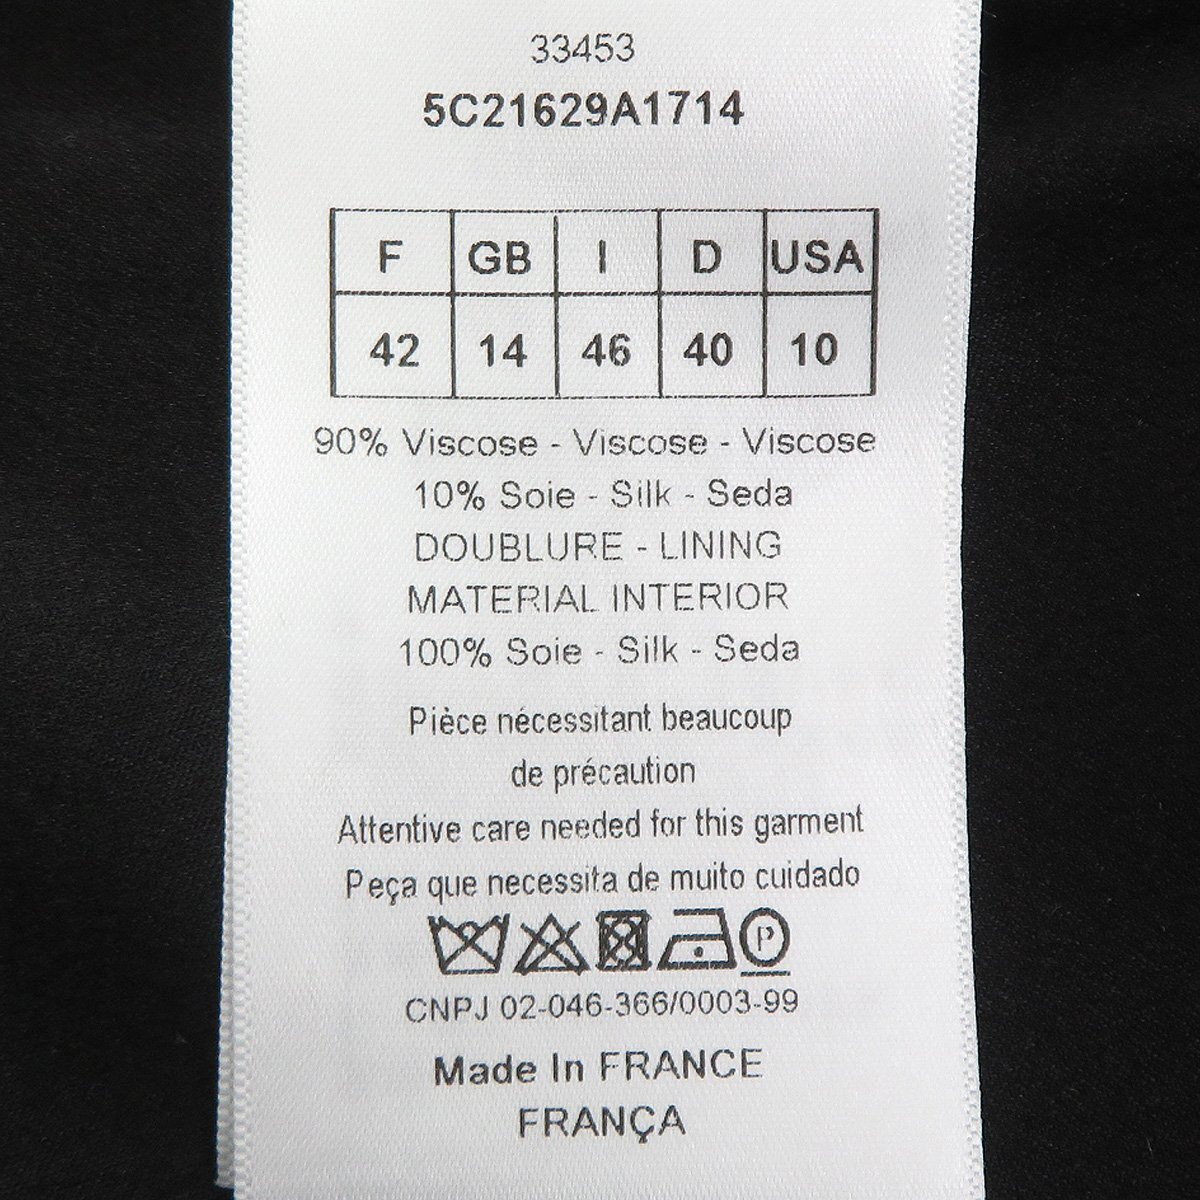 33453
5C21629A1714
F GB I D USA
42 14 46 40 10
90% Viscose - Viscose - Viscose
10% Soie - Silk - Seda
DOUBLURE - LINING
MATERIAL INTERIOR
100% Soie - Silk - Seda
Pièce nécessitant beaucoup
de précaution
Attentive care needed for this garment
Peça que necessita de muito cuidado
P
CNPJ 02-046-366/0003-99
Made In FRANCE
FRANÇA